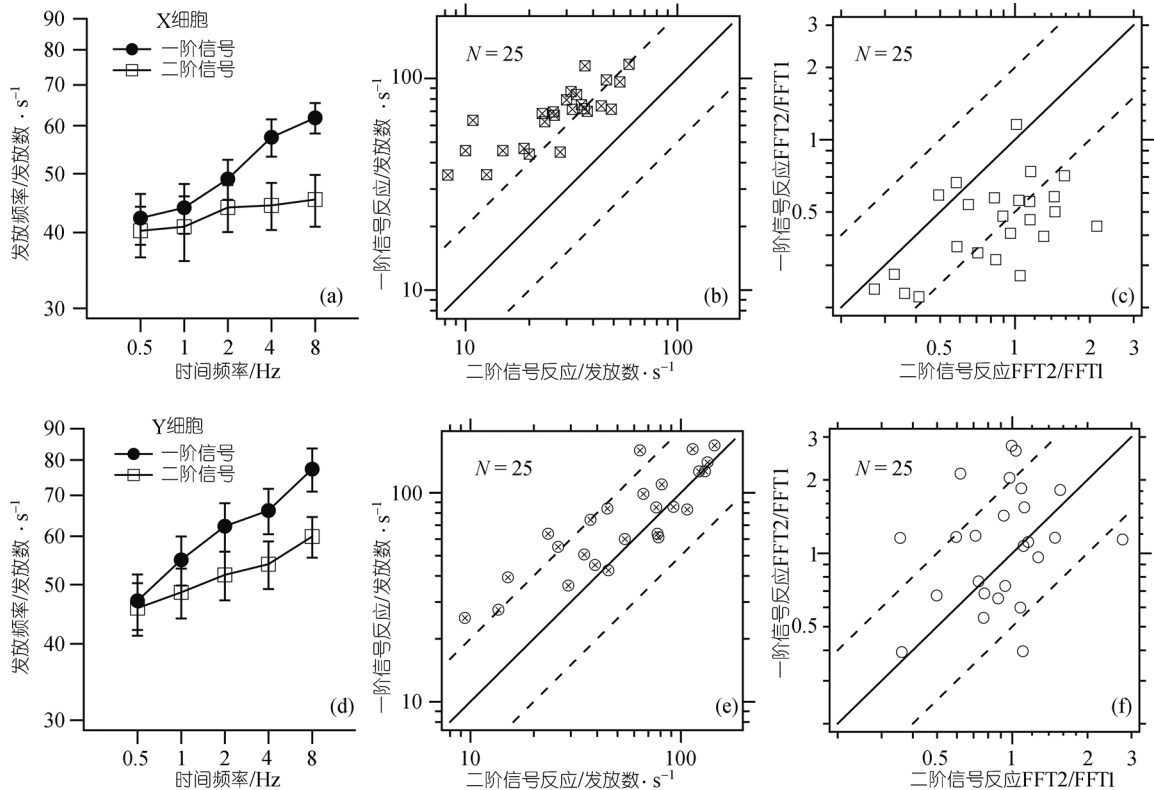 X细胞
一阶信号
二阶信号
90
80
70
60
50
40
30
发放频率/发放数 · s⁻¹
0.5 1 2 4 8
时间频率/Hz
(a)
N = 25
100
10
一阶信号反应/发放数 · s⁻¹
10 100
二阶信号反应/发放数 · s⁻¹
(b)
N = 25
3
2
1
0.5
一阶信号反应FFT2/FFT1
0.5 1 2 3
二阶信号反应FFT2/FFT1
(c)
Y细胞
一阶信号
二阶信号
90
80
70
60
50
40
30
发放频率/发放数 · s⁻¹
0.5 1 2 4 8
时间频率/Hz
(d)
N = 25
100
10
一阶信号反应/发放数 · s⁻¹
10 100
二阶信号反应/发放数 · s⁻¹
(e)
N = 25
3
2
1
0.5
一阶信号反应FFT2/FFT1
0.5 1 2 3
二阶信号反应FFT2/FFT1
(f)